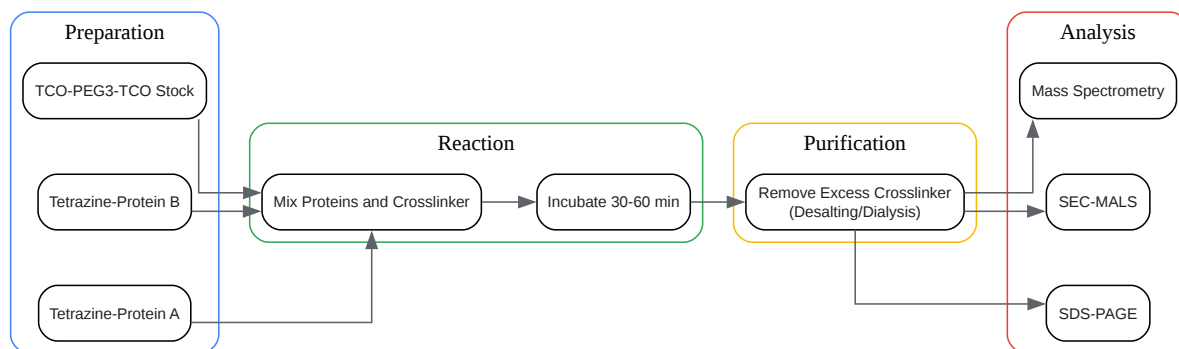 Preparation
TCO-PEG3-TCO Stock
Tetrazine-Protein B
Tetrazine-Protein A
Reaction
Mix Proteins and Crosslinker
Incubate 30-60 min
Purification
Remove Excess Crosslinker
(Desalting/Dialysis)
Analysis
Mass Spectrometry
SEC-MALS
SDS-PAGE